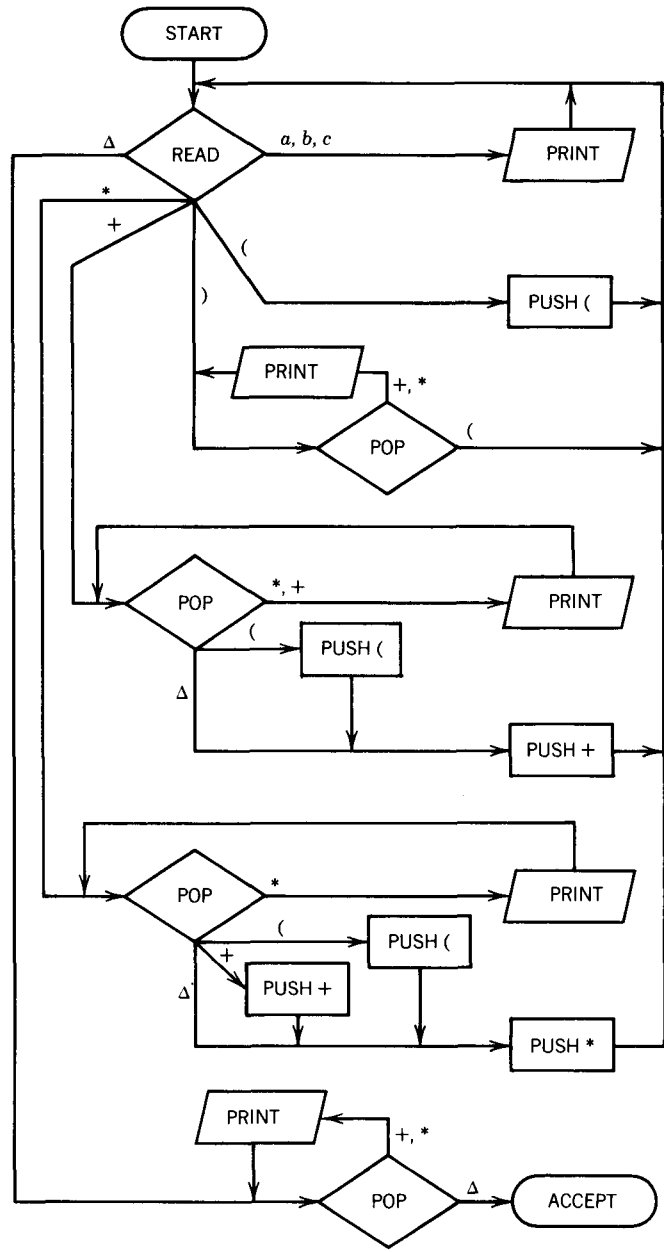 START
Δ
READ
a, b, c
PRINT
*
+
(
)
PUSH (
PRINT
+, *
POP
(
POP
*, +
PRINT
(
PUSH (
Δ
PUSH +
POP
*
PRINT
(
PUSH (
+
PUSH +
Δ
PUSH *
PRINT
+, *
POP
Δ
ACCEPT